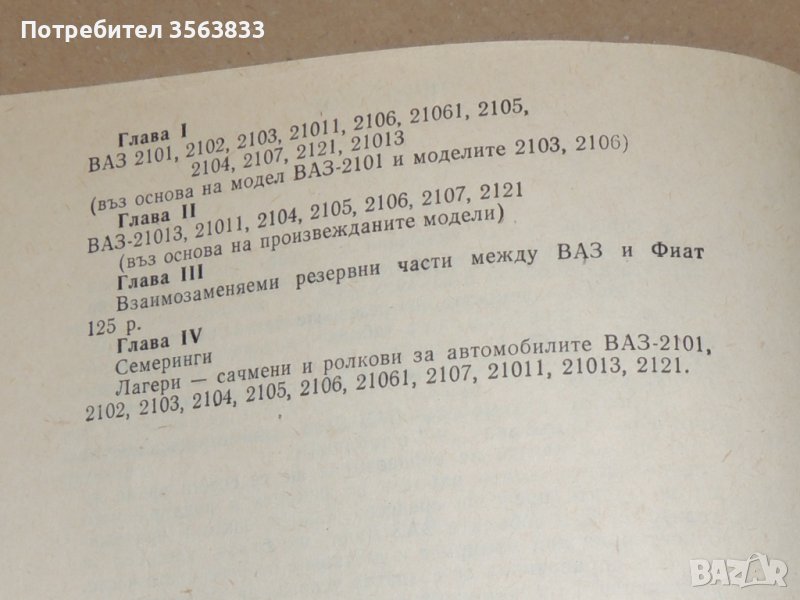 Потребител 3563833
Глава I
ВАЗ 2101, 2102, 2103, 21011, 2106, 21061, 2105,
2104, 2107, 2121, 21013
(въз основа на модел ВАЗ-2101 и моделите 2103, 2106)
Глава II
ВАЗ-21013, 21011, 2104, 2105, 2106, 2107, 2121
(въз основа на произвежданите модели)
Глава III
Взаимозаменяеми резервни части между ВАЗ и Фиат
125 р.
Глава IV
Семеринги
Лагери — сачмени и ролкови за автомобилите ВАЗ-2101,
2102, 2103, 2104, 2105, 2106, 21061, 2107, 21011, 21013, 2121.
BAZAR